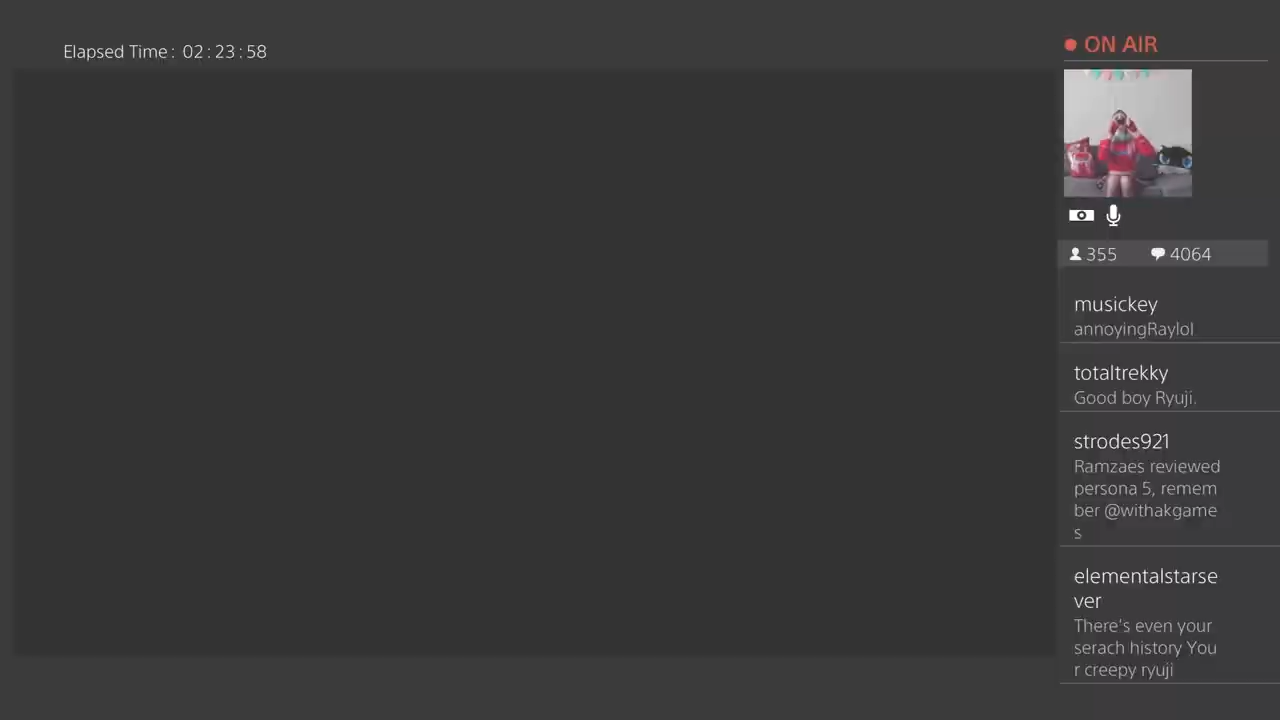 Elapsed Time: 02:23:58
ON AIR
355 4064
musickey
annoyingRaylol
totaltrekky
Good boy Ryuji.
strodes921
Ramzaes reviewed
persona 5, remem
ber @withakgame
s
elementalstarse
ver
There's even your
serach history You
r creepy ryuji